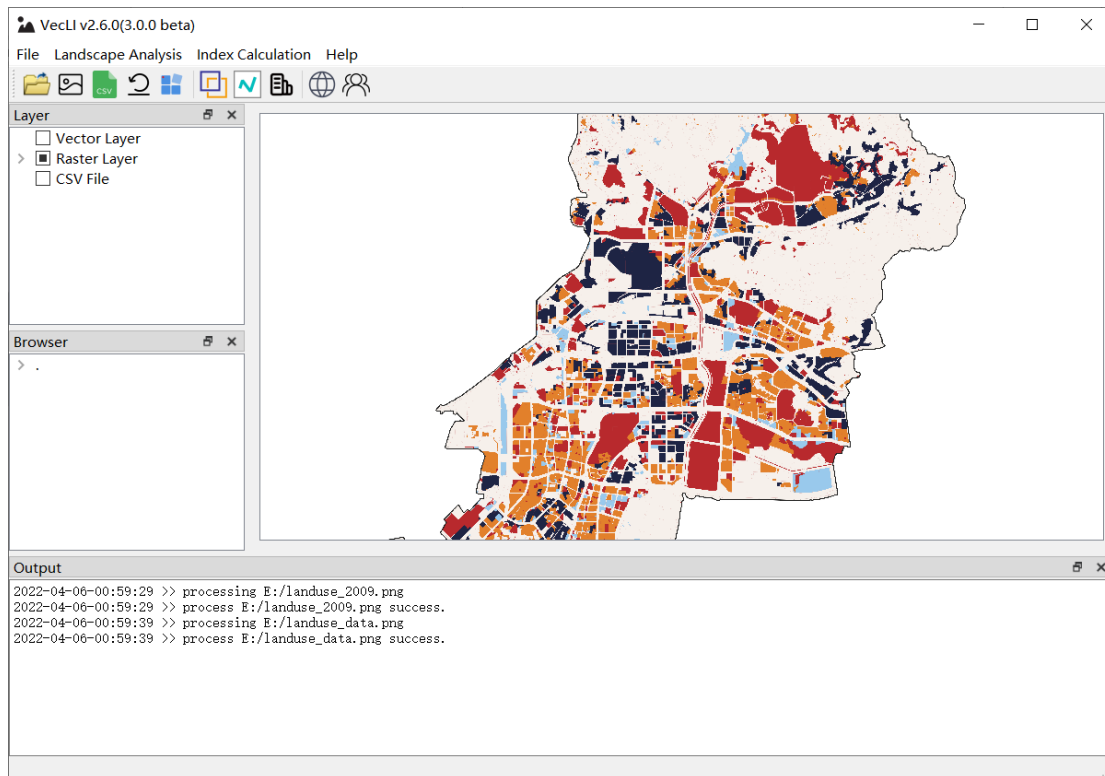 VecLI v2.6.0(3.0.0 beta)
File Landscape Analysis Index Calculation Help
CSV
Layer
Vector Layer
Raster Layer
CSV File
Browser
.
Output
2022-04-06-00:59:29 >> processing E:/landuse_2009.png
2022-04-06-00:59:29 >> process E:/landuse_2009.png success.
2022-04-06-00:59:39 >> processing E:/landuse_data.png
2022-04-06-00:59:39 >> process E:/landuse_data.png success.